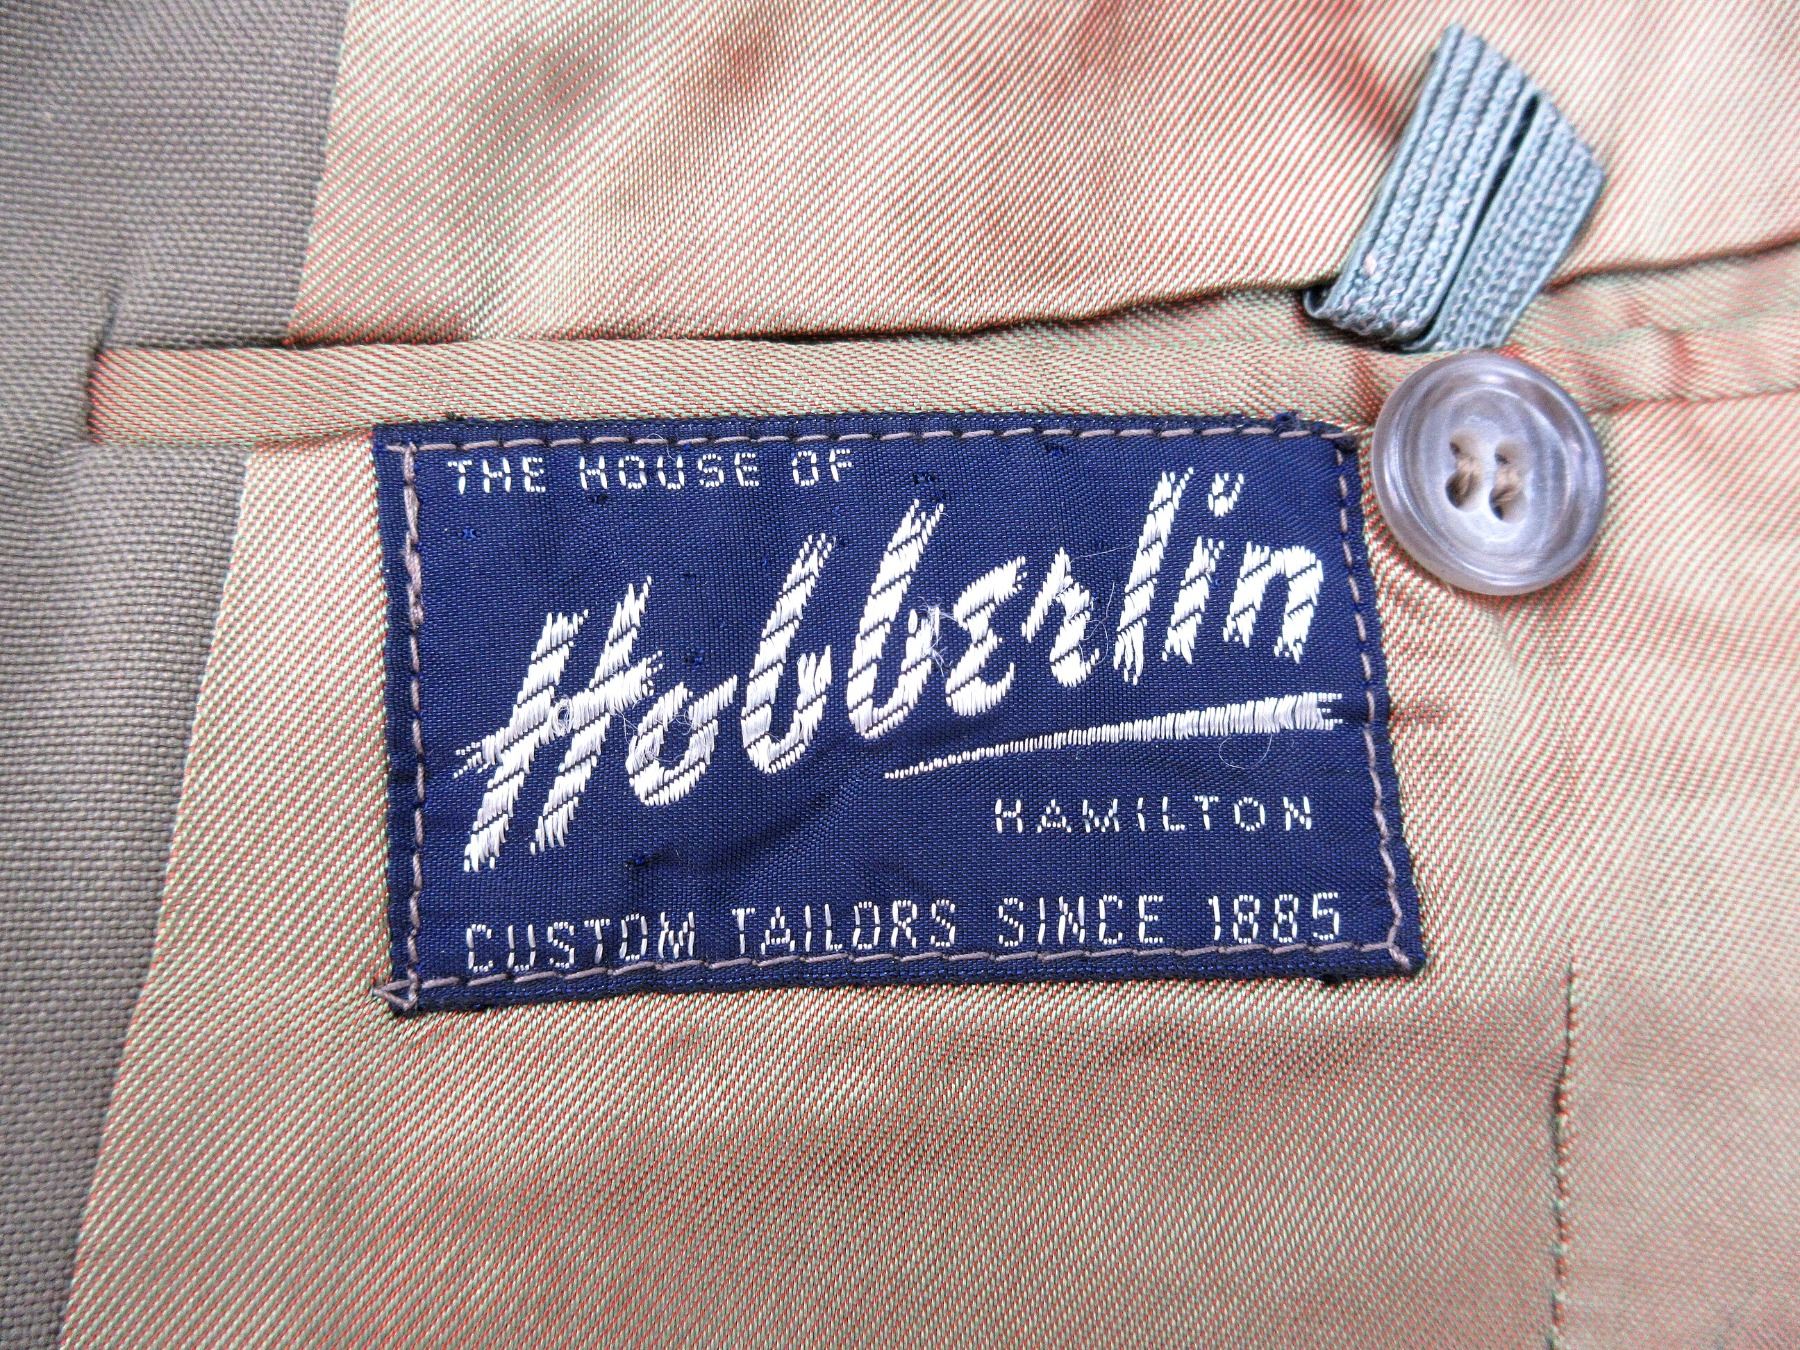 THE HOUSE OF
Hobberlin
HAMILTON
CUSTOM TAILORS SINCE 1885